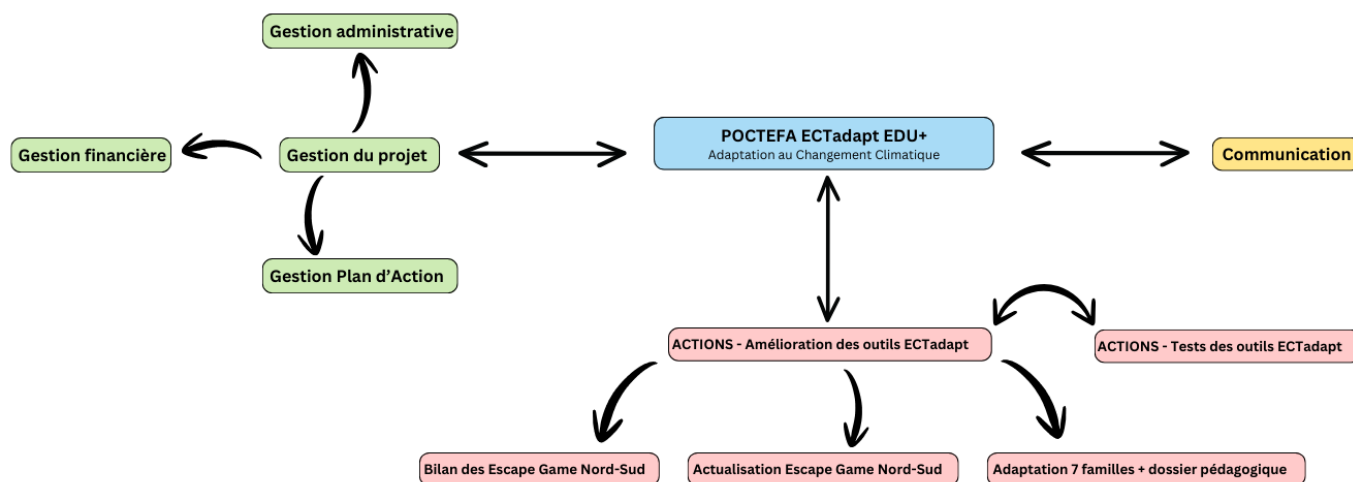 Gestion administrative
POCTEFA ECTadapt EDU+
Adaptation au Changement Climatique
Gestion financière
Gestion du projet
Communication
Gestion Plan d'Action
ACTIONS - Amélioration des outils ECTadapt
ACTIONS - Tests des outils ECTadapt
Bilan des Escape Game Nord-Sud
Actualisation Escape Game Nord-Sud
Adaptation 7 familles + dossier pédagogique